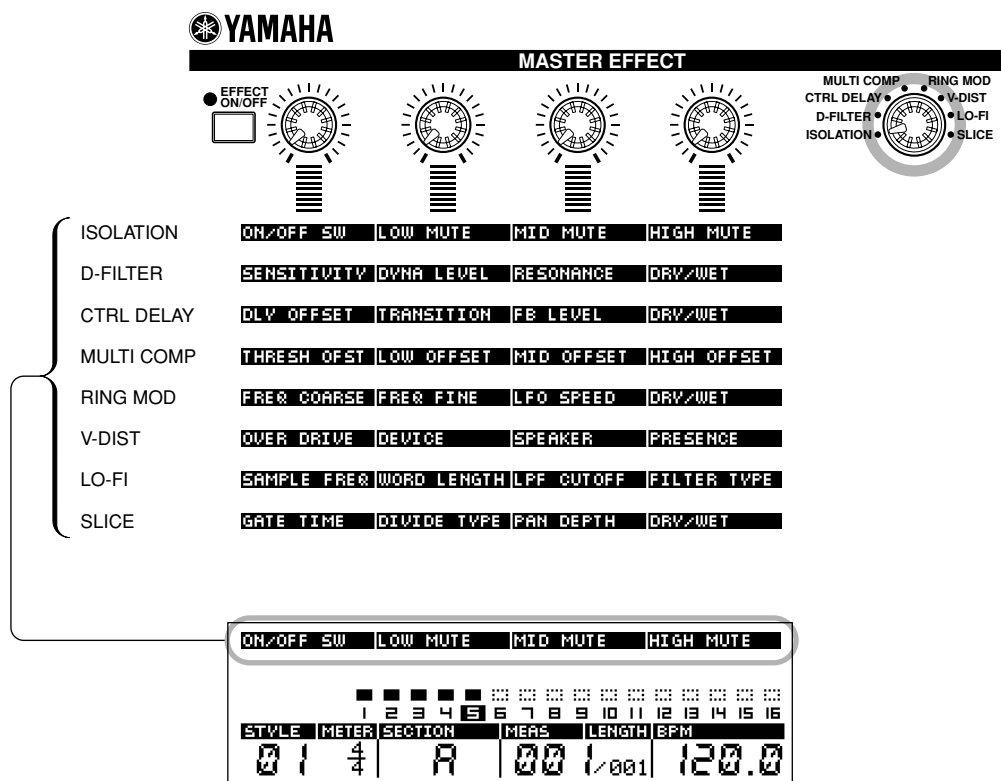 YAMAHA
MASTER EFFECT
EFFECT
ON/OFF
MULTI COMP RING MOD
CTRL DELAY V-DIST
D-FILTER LO-FI
ISOLATION SLICE
ISOLATION ON/OFF SW LOW MUTE MID MUTE HIGH MUTE
D-FILTER SENSITIVITY DYNA LEVEL RESONANCE DRY/WET
CTRL DELAY DLY OFFSET TRANSITION FB LEVEL DRY/WET
MULTI COMP THRESH OFST LOW OFFSET MID OFFSET HIGH OFFSET
RING MOD FREQ COARSE FREQ FINE LFO SPEED DRY/WET
V-DIST OVER DRIVE DEVICE SPEAKER PRESENCE
LO-FI SAMPLE FREQ WORD LENGTH LPF CUTOFF FILTER TYPE
SLICE GATE TIME DIVIDE TYPE PAN DEPTH DRY/WET
ON/OFF SW LOW MUTE MID MUTE HIGH MUTE
1 2 3 4 5 6 7 8 9 10 11 12 13 14 15 16
STYLE METER SECTION MEAS LENGTH BPM
01 4/4 A 001/001 120.0